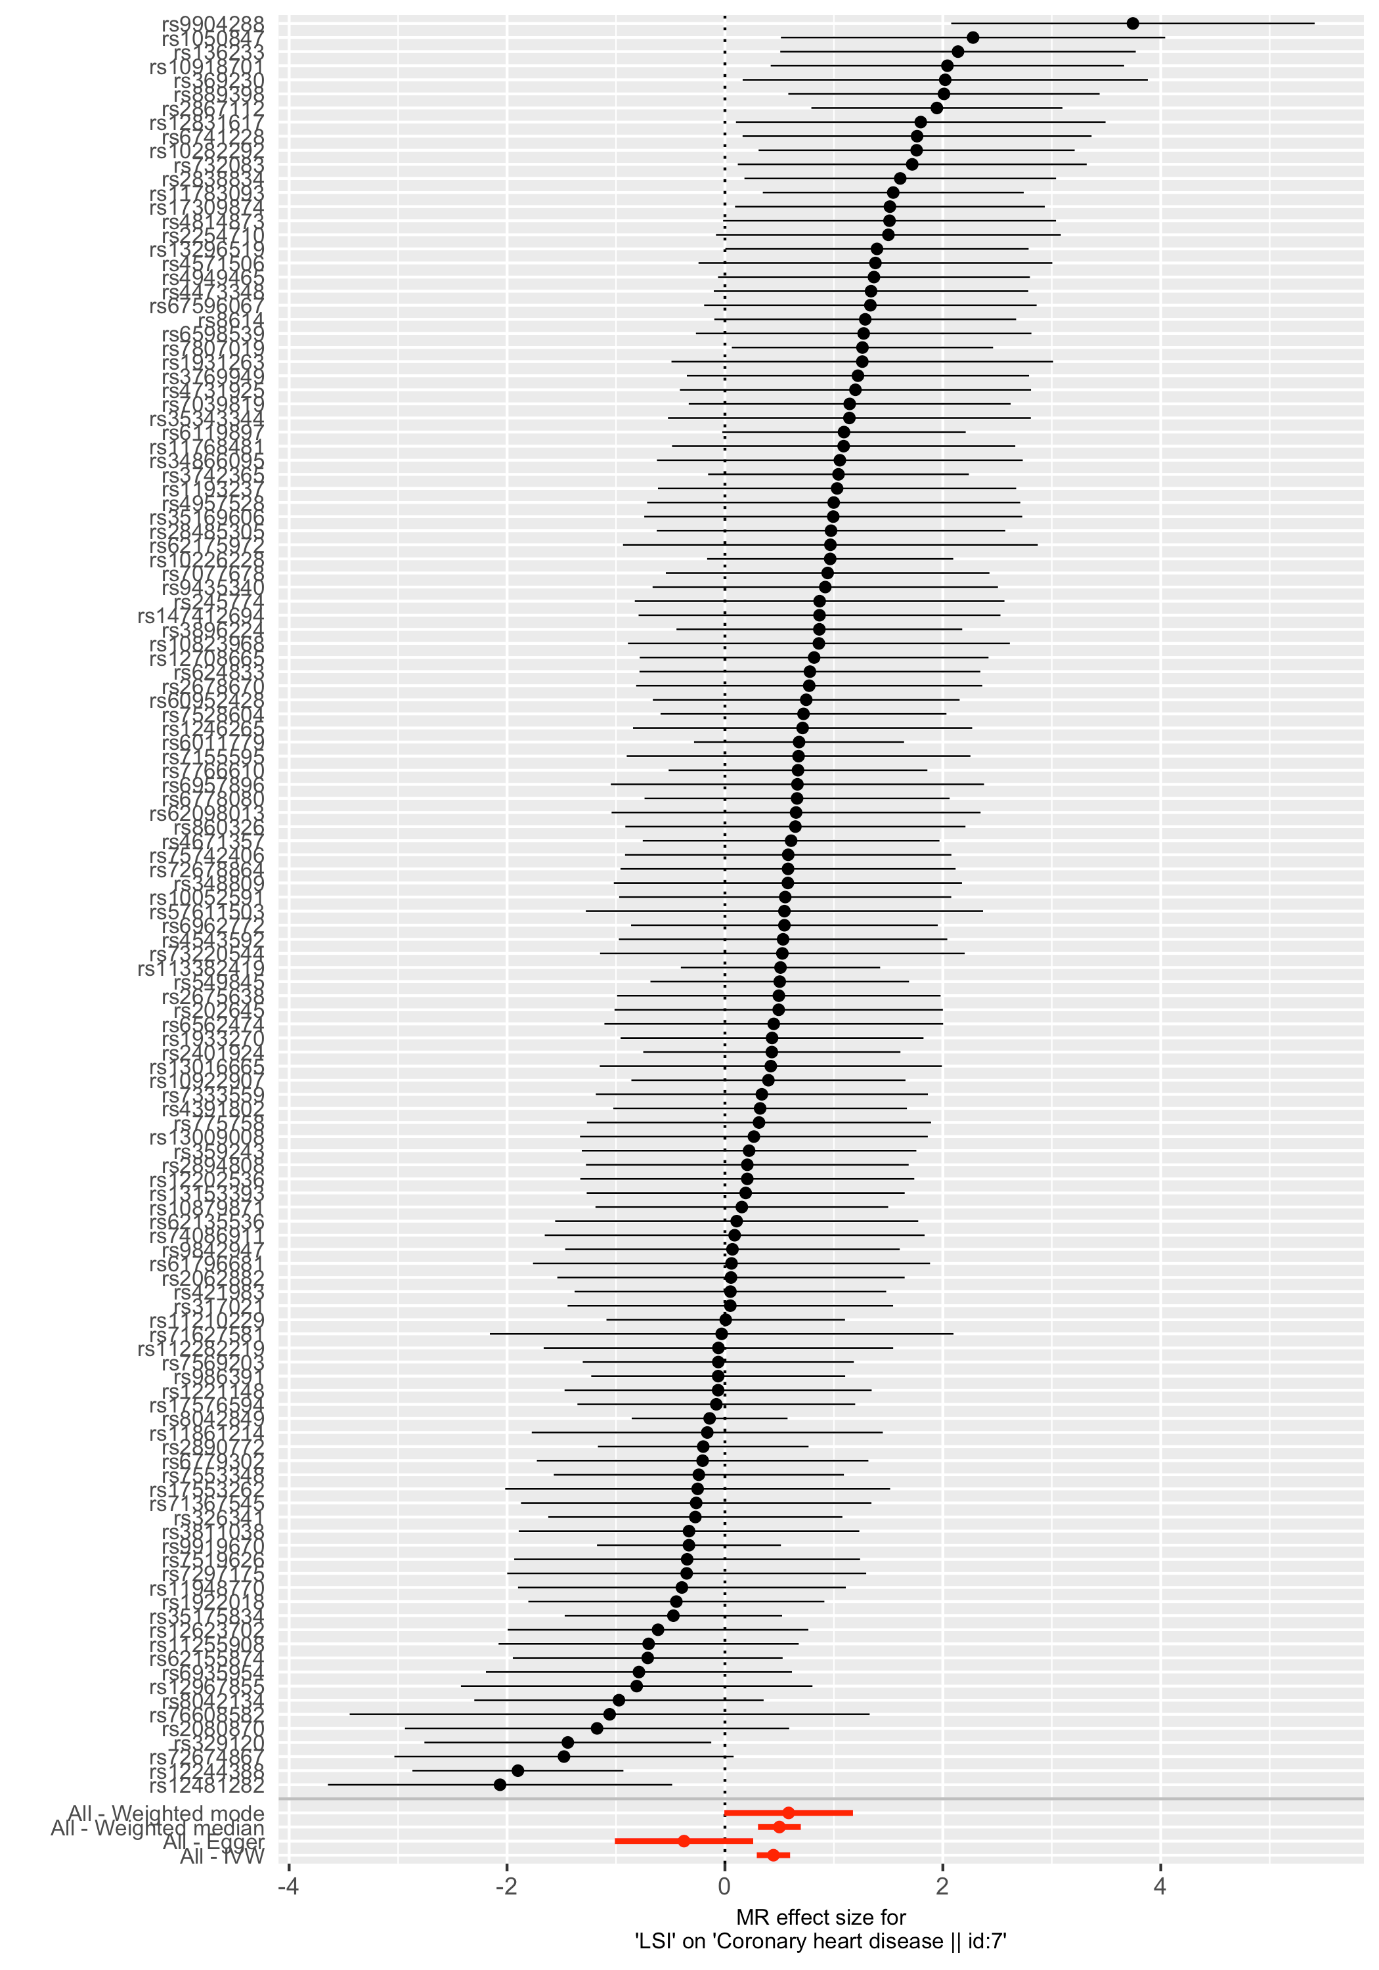 rs9904288
rs1050847
rs136233
rs10918701
rs369230
rs889398
rs2867112
rs12831617
rs6741228
rs10282292
rs732083
rs2888834
rs11783093
rs17309874
rs4814873
rs2254710
rs13296519
rs4571506
rs4949465
rs4473348
rs67596067
rs8614
rs6598539
rs7807019
rs1931263
rs3769949
rs4731925
rs7039819
rs35343344
rs6119897
rs11768481
rs34866095
rs3742365
rs1193237
rs4957528
rs35169606
rs28485305
rs62175972
rs10226228
rs7077678
rs9435340
rs245774
rs147412694
rs3896224
rs10823968
rs12708665
rs624833
rs2678670
rs60952428
rs7528604
rs1246265
rs6011779
rs7155595
rs7766610
rs6957896
rs6778080
rs62098013
rs860326
rs4671357
rs75742406
rs72678864
rs348809
rs10052591
rs57611503
rs6962772
rs4543592
rs73220544
rs113382419
rs549845
rs2675638
rs202645
rs6562474
rs1933270
rs2401924
rs13016665
rs10922907
rs7333559
rs4391802
rs775758
rs13009008
rs359243
rs2894808
rs12202536
rs13153393
rs10879871
rs62135536
rs74086911
rs9842947
rs61796681
rs2062882
rs421983
rs317021
rs11210229
rs71627581
rs112282219
rs7569203
rs986391
rs1221148
rs17576594
rs8042849
rs11861214
rs2890772
rs6779302
rs7553348
rs17553262
rs71367545
rs326341
rs3811038
rs9919670
rs7519626
rs7297175
rs11948770
rs1922018
rs35175834
rs12623702
rs11255908
rs62155874
rs6935954
rs12967855
rs8042134
rs76608582
rs2080870
rs329120
rs72674867
rs12244388
rs12481282
All - Weighted mode
All - Weighted median
All - Egger
All - IVW
-4 -2 0 2 4
MR effect size for
'LSI' on 'Coronary heart disease || id:7'